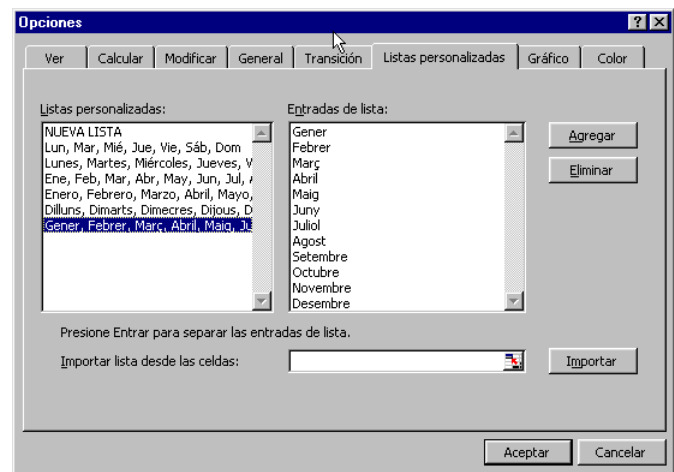 Opciones
Ver Calcular Modificar General Transición Listas personalizadas Gráfico Color
Listas personalizadas:
NUEVA LISTA
Lun, Mar, Mié, Jue, Vie, Sáb, Dom
Lunes, Martes, Miércoles, Jueves, V
Ene, Feb, Mar, Abr, May, Jun, Jul, A
Enero, Febrero, Marzo, Abril, Mayo,
Dilluns, Dimarts, Dimecres, Dijous, D
Gener, Febrer, Març, Abril, Maig, Ju
Entradas de lista:
Gener
Febrer
Març
Abril
Maig
Juny
Juliol
Agost
Setembre
Octubre
Novembre
Desembre
Agregar
Eliminar
Presione Entrar para separar las entradas de lista.
Importar lista desde las celdas:
Importar
Aceptar Cancelar